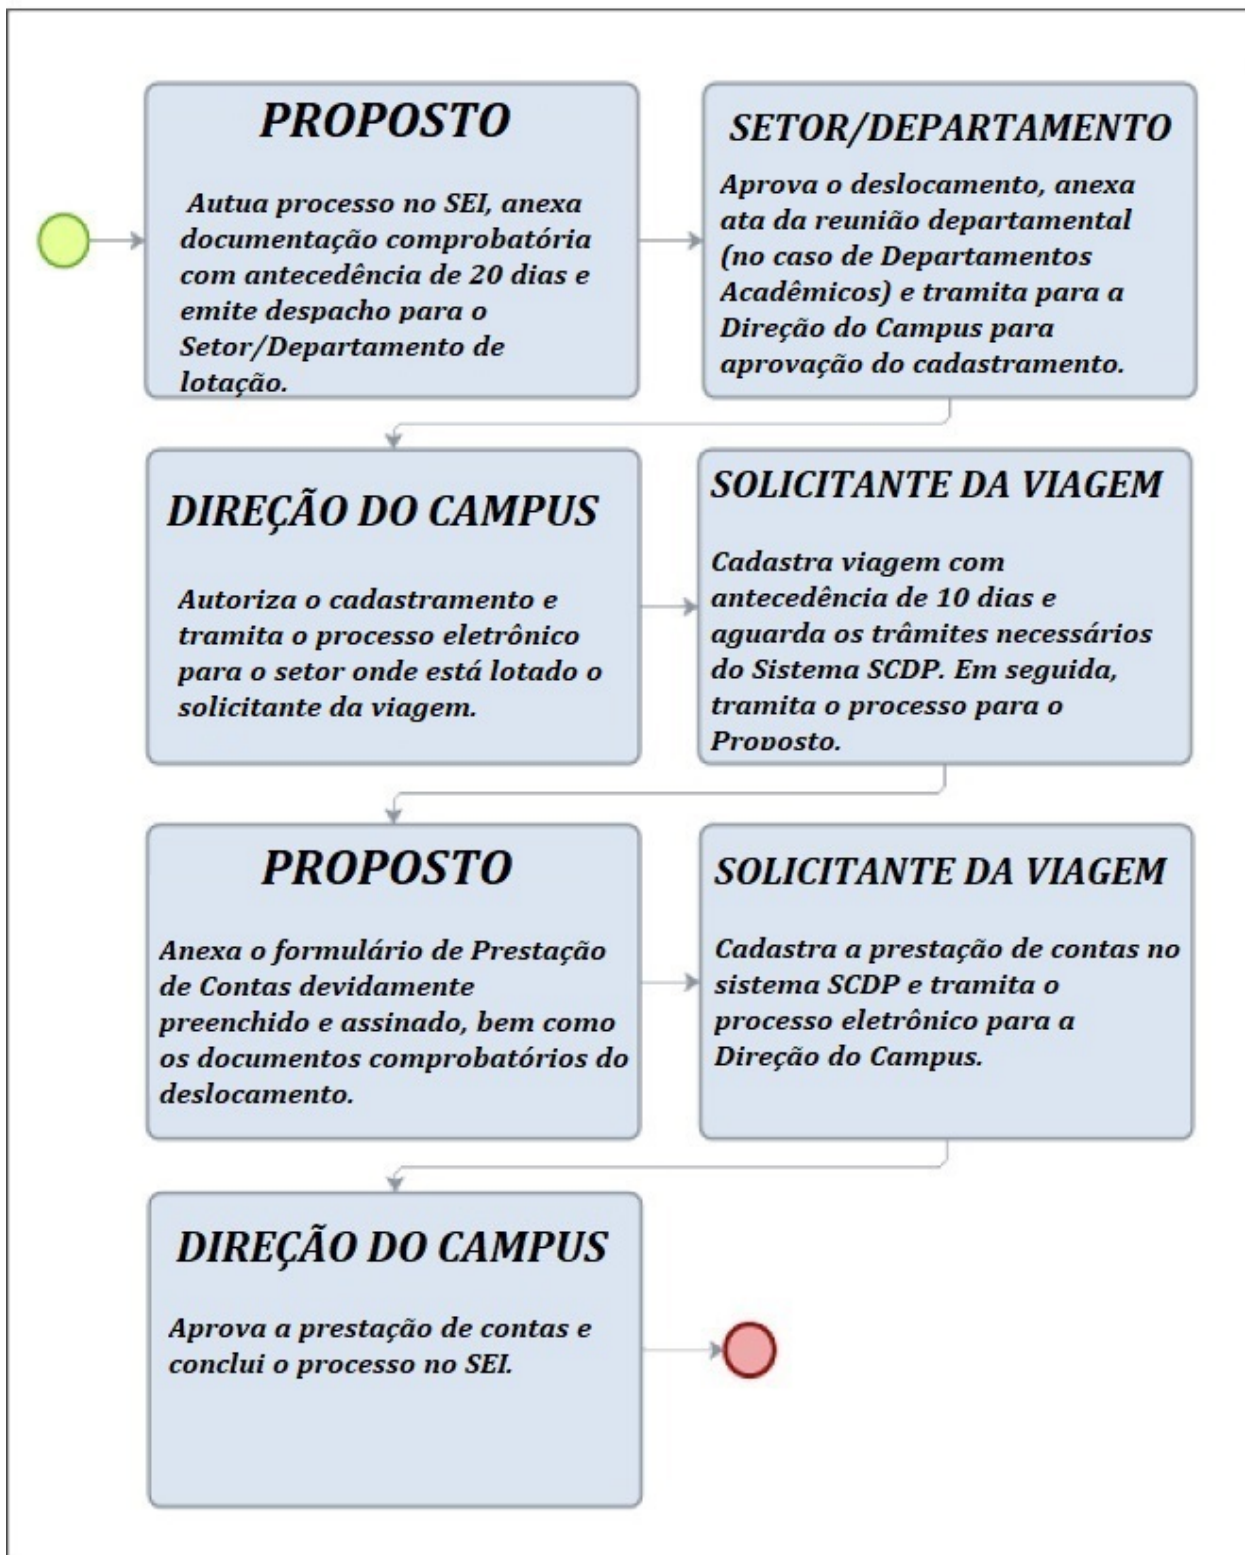 PROPOSTO
Autua processo no SEI, anexa
documentação comprobatória
com antecedência de 20 dias e
emite despacho para o
Setor/Departamento de
lotação.
SETOR/DEPARTAMENTO
Aprova o deslocamento, anexa
ata da reunião departamental
(no caso de Departamentos
Acadêmicos) e tramita para a
Direção do Campus para
aprovação do cadastramento.
DIREÇÃO DO CAMPUS
Autoriza o cadastramento e
tramita o processo eletrônico
para o setor onde está lotado o
solicitante da viagem.
SOLICITANTE DA VIAGEM
Cadastra viagem com
antecedência de 10 dias e
aguarda os trâmites necessários
do Sistema SCDP. Em seguida,
tramita o processo para o
Proposto.
PROPOSTO
Anexa o formulário de Prestação
de Contas devidamente
preenchido e assinado, bem como
os documentos comprobatórios do
deslocamento.
SOLICITANTE DA VIAGEM
Cadastra a prestação de contas no
sistema SCDP e tramita o
processo eletrônico para a
Direção do Campus.
DIREÇÃO DO CAMPUS
Aprova a prestação de contas e
conclui o processo no SEI.